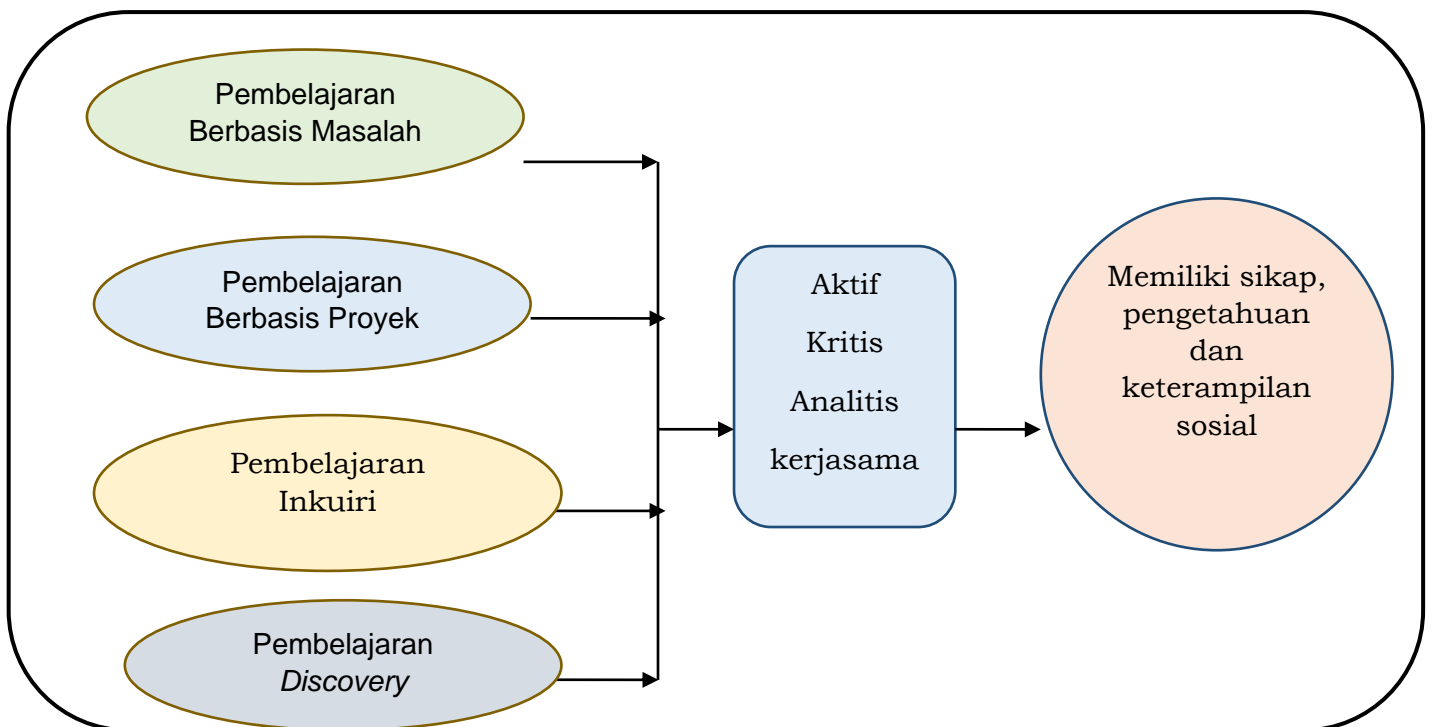 Pembelajaran
Berbasis Masalah
Pembelajaran
Berbasis Proyek
Pembelajaran
Inkuiri
Pembelajaran
Discovery
Aktif
Kritis
Analitis
kerjasama
Memiliki sikap,
pengetahuan
dan
keterampilan
sosial